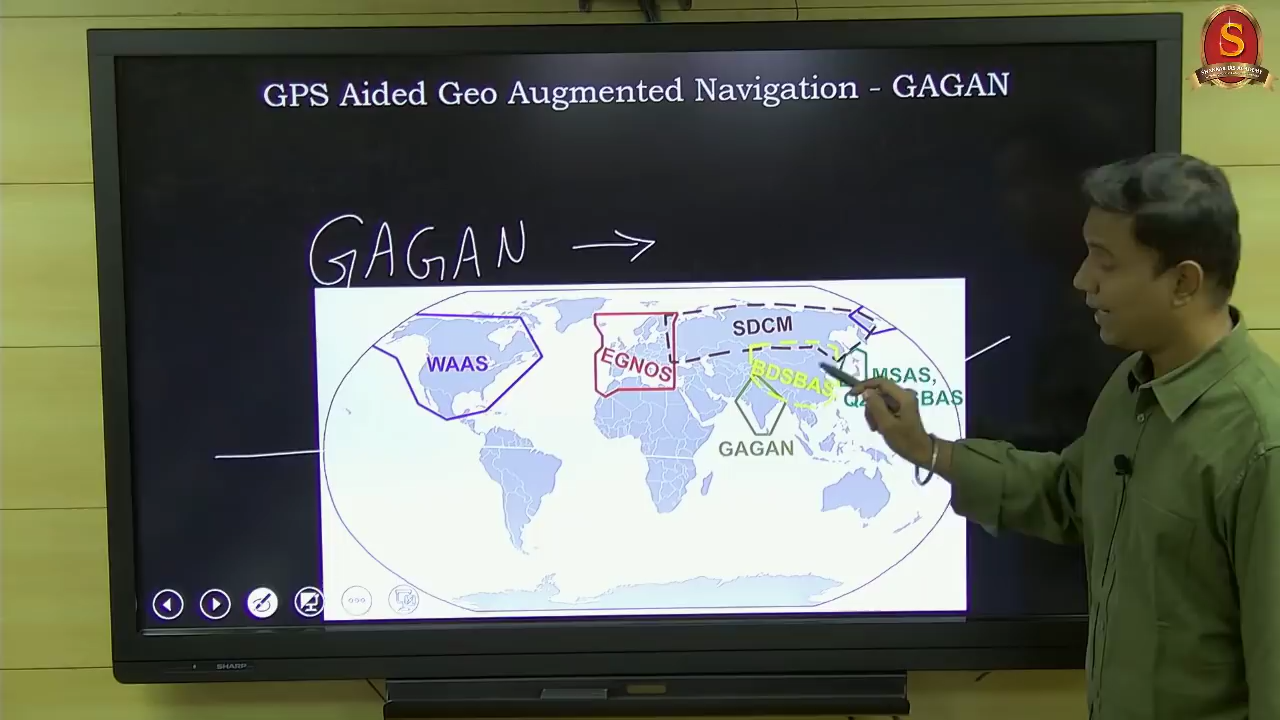 GPS Aided Geo Augmented Navigation - GAGAN
S
GAGAN →
WAAS
EGNOS
SDCM
BDSBAS
MSAS,
GAGAN
SHARP